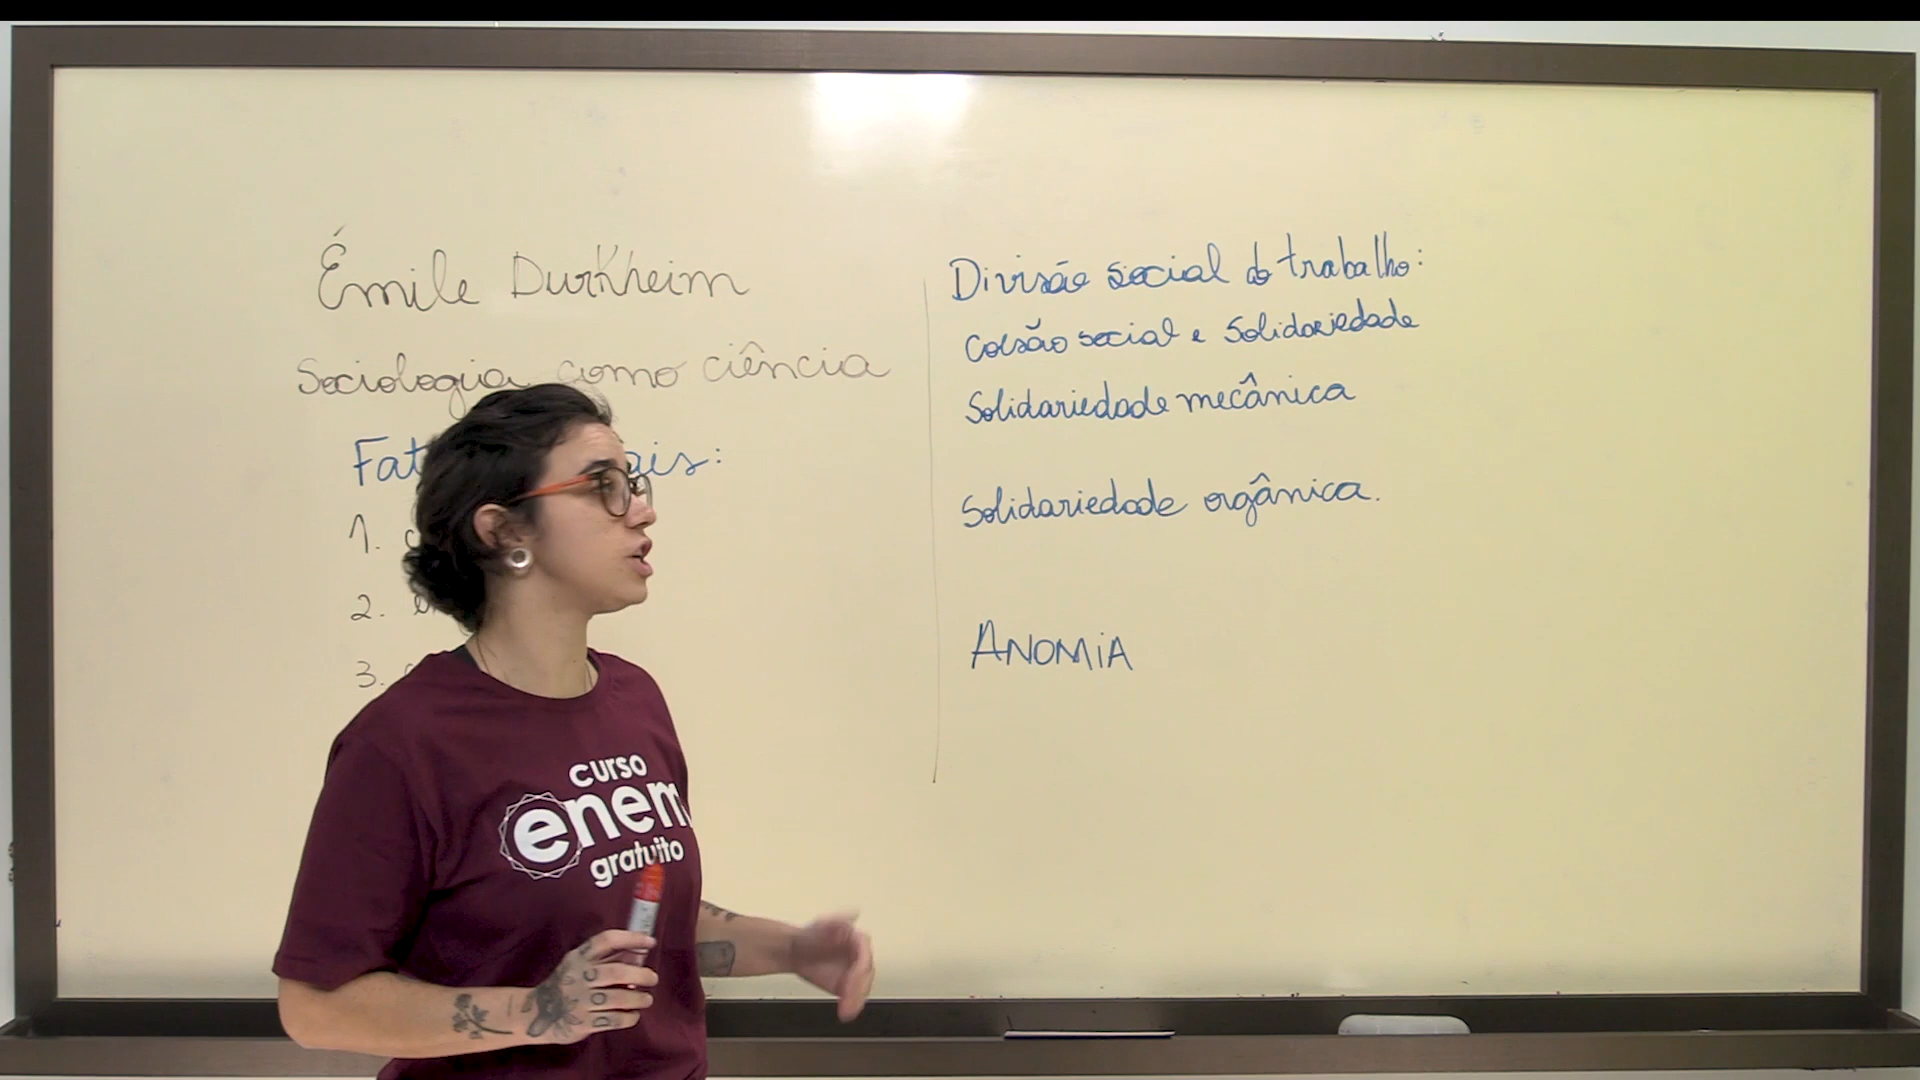 Émile Durkheim
Sociologia como ciência
Fat ais:
1. c
2.
3.
Divisão social do trabalho:
Coesão social e Solidariedade
Solidariedade mecânica
Solidariedade orgânica.
ANOMIA
curso
enem
gratuito